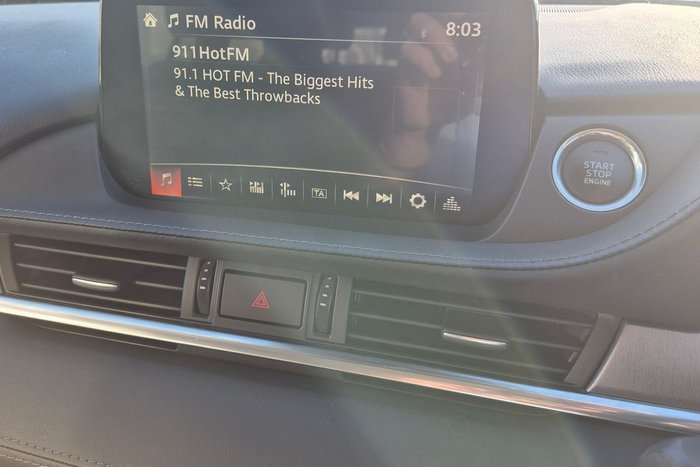 FM Radio
8:03
911HotFM
91.1 HOT FM - The Biggest Hits
& The Best Throwbacks
TA
START
STOP
ENGINE